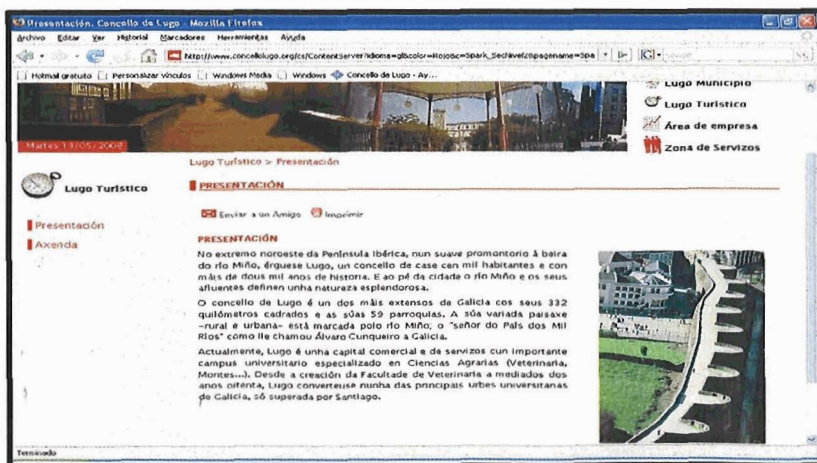 Presentación. Concello de Lugo - Mozilla Firefox
Archivo Editar Ver Historial Marcadores Herramientas Ayuda
Hotmail gratuito Personalizar vínculos Windows Media Windows Concello de Lugo - Ay...
Lugo Municipio
Lugo Turístico
Área de empresa
Zona de Servizos
Martes 13/05/2008
Lugo Turístico > Presentación
Lugo Turístico
PRESENTACIÓN
Enviar a un Amigo Imprimir
Presentación
Axenda
PRESENTACIÓN
No extremo noroeste da Península Ibérica, nun suave promontorio á beira
do río Miño, érguese Lugo, un concello de case cen mil habitantes e con
máis de dous mil anos de historia. E ao pé da cidade o río Miño e os seus
afluentes definen unha natureza esplendorosa.
O concello de Lugo é un dos máis extensos de Galicia cos seus 332
quilómetros cadrados e as súas 59 parroquias. A súa variada paisaxe
–rural e urbana– está marcada polo río Miño; o "señor do País dos Mil
Ríos" como lle chamou Álvaro Cunqueiro a Galicia.
Actualmente, Lugo é unha capital comercial e de servizos cun importante
campus universitario especializado en Ciencias Agrarias (Veterinaria,
Montes...). Desde a creación da Facultade de Veterinaria a mediados dos
anos oitenta, Lugo converteuse nunha das principais urbes universitarias
de Galicia, só superada por Santiago.
Terminado